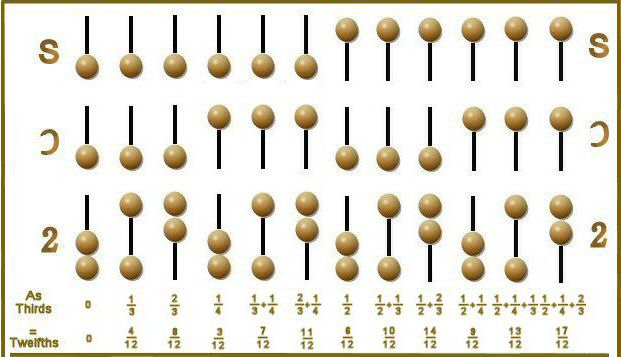 S S
Ɔ Ɔ
2 2
As Thirds 0 1/3 2/3 1/4 1/3+1/4 2/3+1/4 1/2 1/2+1/3 1/2+2/3 1/2+1/4 1/2+1/4+1/3 1/2+1/4+2/3
= Twelfths 0 4/12 8/12 3/12 7/12 11/12 6/12 10/12 14/12 9/12 13/12 17/12